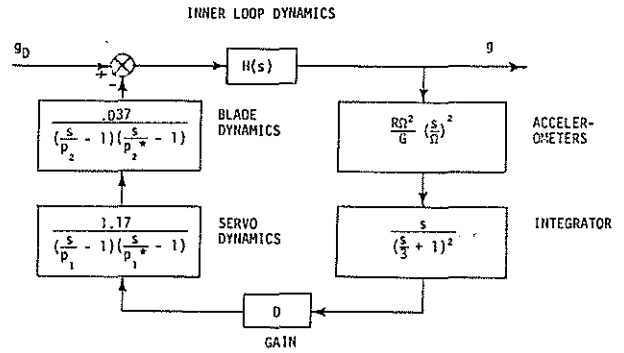 INNER LOOP DYNAMICS
g_D
+
-
H(s)
g
.037
(s/p_2 - 1)(s/p_2* - 1)
BLADE
DYNAMICS
RΩ²/G (s/Ω)²
ACCELER-
OMETERS
1.17
(s/p_1 - 1)(s/p_1* - 1)
SERVO
DYNAMICS
s
(s/3 + 1)²
INTEGRATOR
D
GAIN